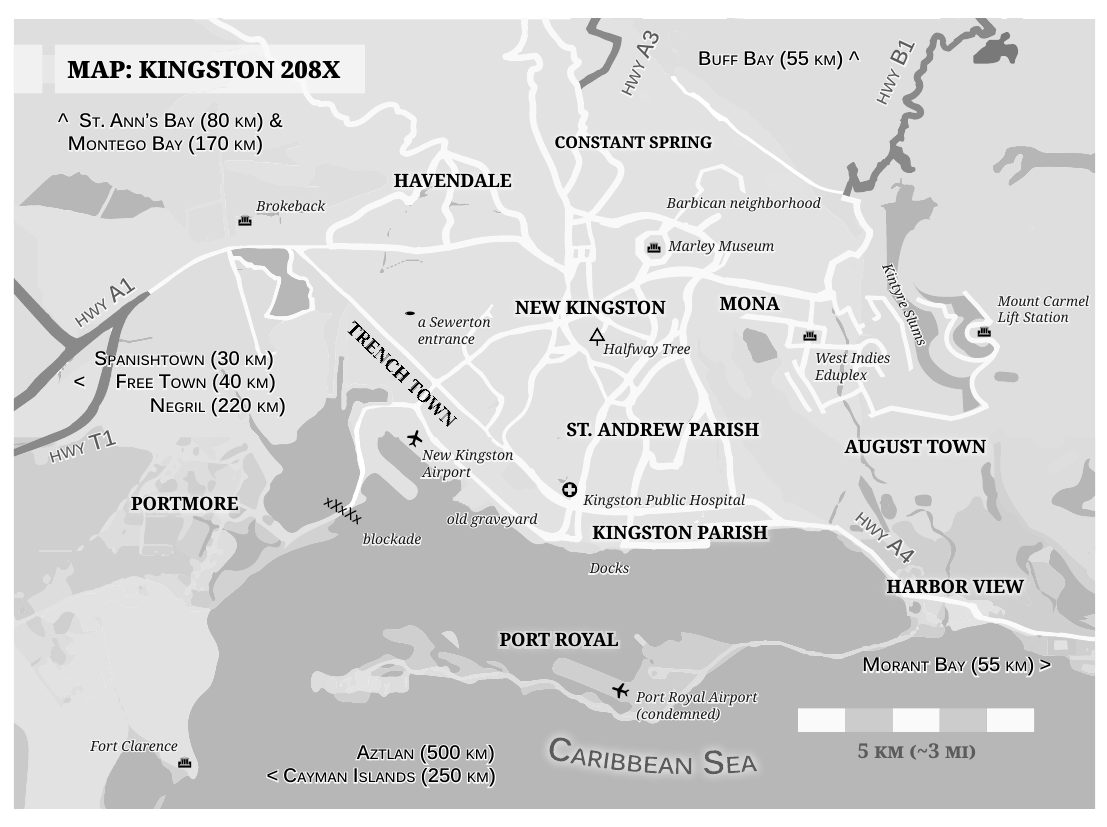 MAP: KINGSTON 208X
HWY A3
BUFF BAY (55 KM) ^
HWY B1
^ ST. ANN'S BAY (80 KM) &
MONTEGO BAY (170 KM)
CONSTANT SPRING
HAVENDALE
Brokeback
Barbican neighborhood
Marley Museum
HWY A1
NEW KINGSTON
MONA
Kintyre Slums
Mount Carmel
Lift Station
a Sewerton
entrance
TRENCH TOWN
Halfway Tree
West Indies
Eduplex
SPANISHTOWN (30 KM)
< FREE TOWN (40 KM)
NEGRIL (220 KM)
HWY T1
ST. ANDREW PARISH
AUGUST TOWN
New Kingston
Airport
PORTMORE
xXxXx
blockade
old graveyard
Kingston Public Hospital
KINGSTON PARISH
HWY A4
Docks
HARBOR VIEW
PORT ROYAL
MORANT BAY (55 KM) >
Port Royal Airport
(condemned)
Fort Clarence
AZTLAN (500 KM)
< CAYMAN ISLANDS (250 KM)
CARIBBEAN SEA
5 KM (~3 MI)